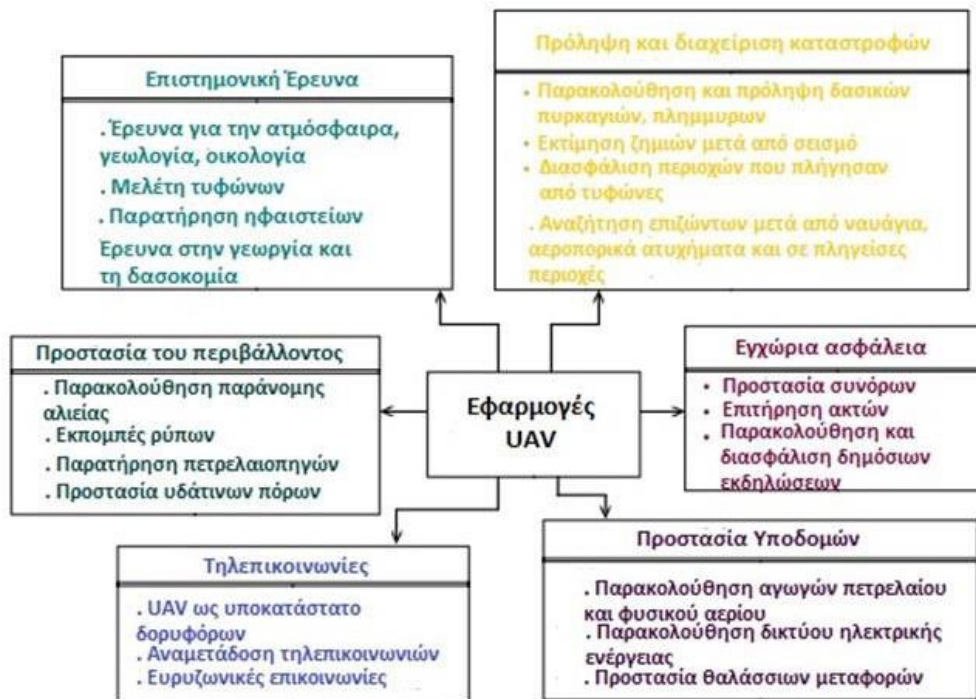 Επιστημονική Έρευνα
. Έρευνα για την ατμόσφαιρα,
γεωλογία, οικολογία
. Μελέτη τυφώνων
. Παρατήρηση ηφαιστείων
Έρευνα στην γεωργία και
τη δασοκομία
Πρόληψη και διαχείριση καταστροφών
• Παρακολούθηση και πρόληψη δασικών
πυρκαγιών, πλημμυρων
• Εκτίμηση ζημιών μετά από σεισμό
• Διασφάλιση περιοχών που πλήγησαν
από τυφώνες
. Αναζήτηση επιζώντων μετά από ναυάγια,
αεροπορικά ατυχήματα και σε πληγείσες
περιοχές
Προστασία του περιβάλλοντος
. Παρακολούθηση παράνομης
αλιείας
. Εκπομπές ρύπων
. Παρατήρηση πετρελαιοπηγών
. Προστασία υδάτινων πόρων
Εφαρμογές
UAV
Εγχώρια ασφάλεια
• Προστασία συνόρων
• Επιτήρηση ακτών
• Παρακολούθηση και
διασφάλιση δημόσιων
εκδηλώσεων
Τηλεπικοινωνίες
. UAV ως υποκατάστατο
δορυφόρων
. Αναμετάδοση τηλεπικοινωνιών
. Ευρυζωνικές επικοινωνίες
Προστασία Υποδομών
. Παρακολούθηση αγωγών πετρελαίου
και φυσικού αερίου
. Παρακολούθηση δικτύου ηλεκτρικής
ενέργειας
. Προστασία θαλάσσιων μεταφορών